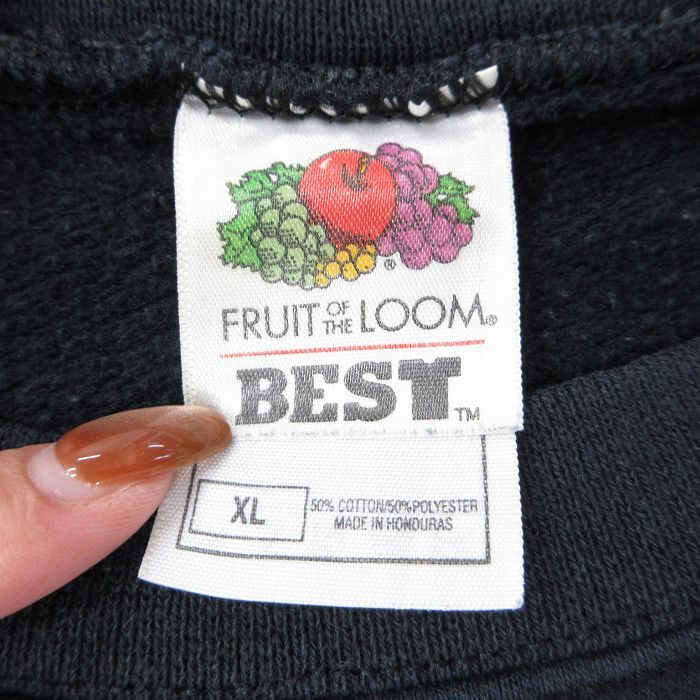 ®
FRUIT OF THE LOOM®
BEST™
XL
50% COTTON/50% POLYESTER
MADE IN HONDURAS